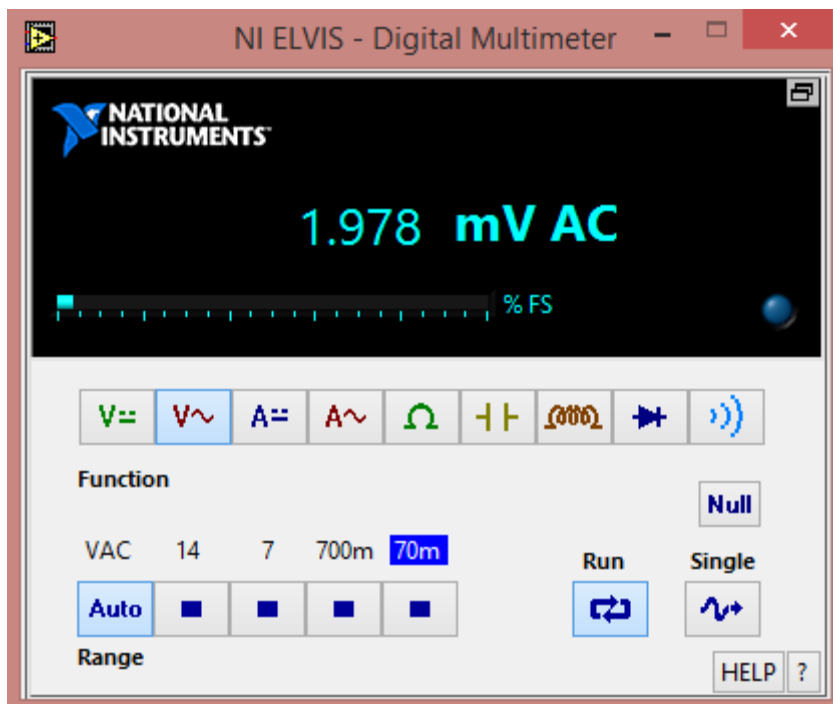 NI ELVIS - Digital Multimeter
NATIONAL
INSTRUMENTS™
1.978 mV AC
% FS
V A Ω
Function
Null
VAC 14 7 700m 70m
Run Single
Auto
Range
HELP ?